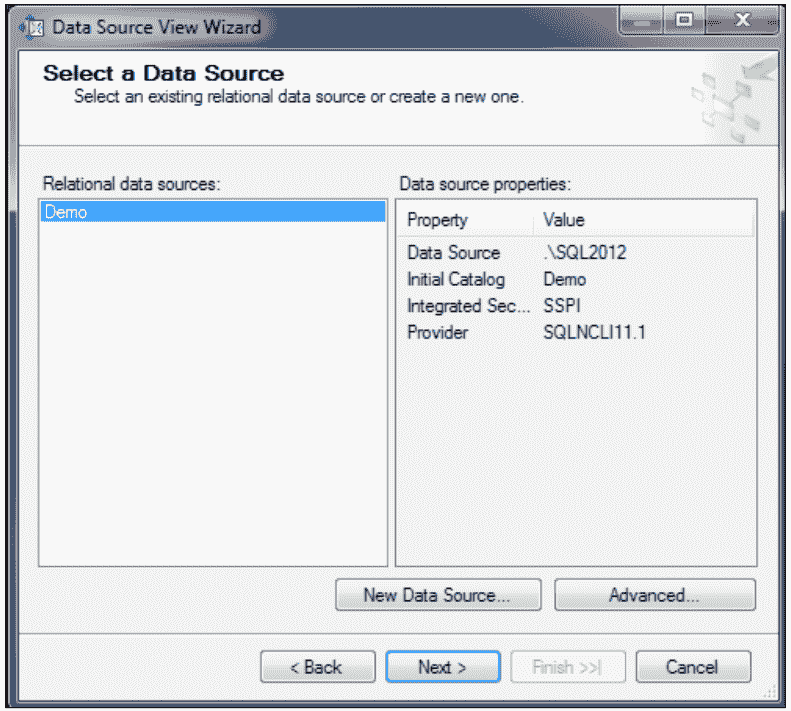 Data Source View Wizard
Select a Data Source
Select an existing relational data source or create a new one.
Relational data sources:
Demo
Data source properties:
Property Value
Data Source .\SQL2012
Initial Catalog Demo
Integrated Sec... SSPI
Provider SQLNCLI11.1
New Data Source... Advanced...
< Back Next > Finish >>| Cancel